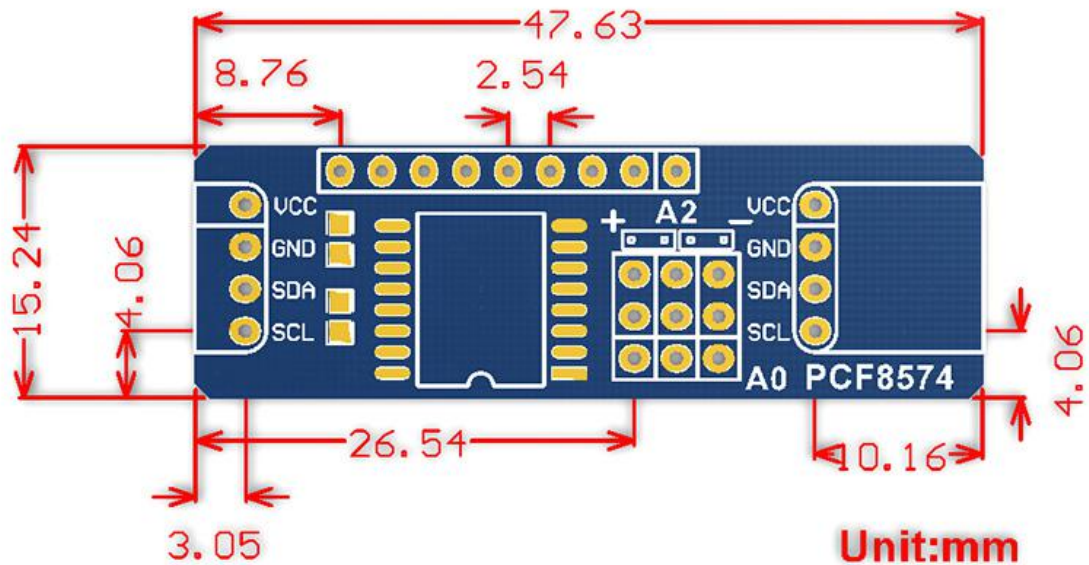 47.63
8.76
2.54
15.24
4.06
VCC
GND
SDA
SCL
+ A2 −
VCC
GND
SDA
SCL
A0 PCF8574
4.06
26.54
10.16
3.05
Unit:mm